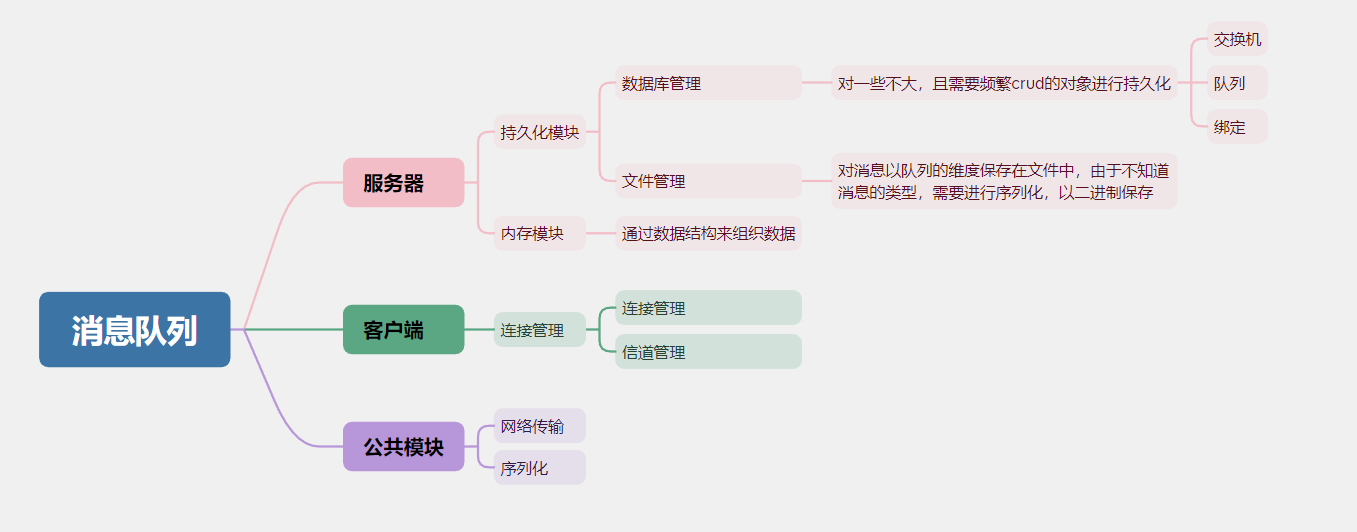 消息队列
服务器
持久化模块
数据库管理
对一些不大，且需要频繁crud的对象进行持久化
交换机
队列
绑定
文件管理
对消息以队列的维度保存在文件中，由于不知道
消息的类型，需要进行序列化，以二进制保存
内存模块
通过数据结构来组织数据
客户端
连接管理
连接管理
信道管理
公共模块
网络传输
序列化